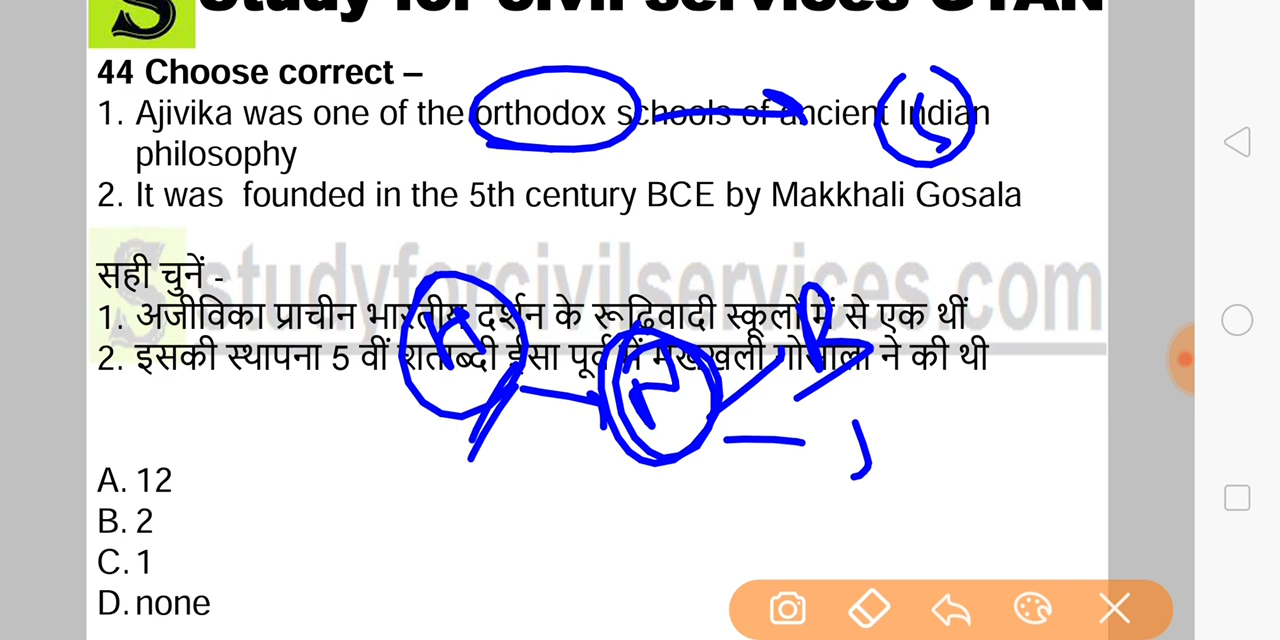 Study for civil services GYAN
44 Choose correct –
1. Ajivika was one of the orthodox schools of ancient Indian
philosophy
2. It was founded in the 5th century BCE by Makkhali Gosala
studyforcivilservices.com
सही चुनें -
1. अजीविका प्राचीन भारतीय दर्शन के रूढ़िवादी स्कूलों में से एक थीं
2. इसकी स्थापना 5 वीं शताब्दी ईसा पूर्व में मखखली गोसाला ने की थी
A. 12
B. 2
C. 1
D. none